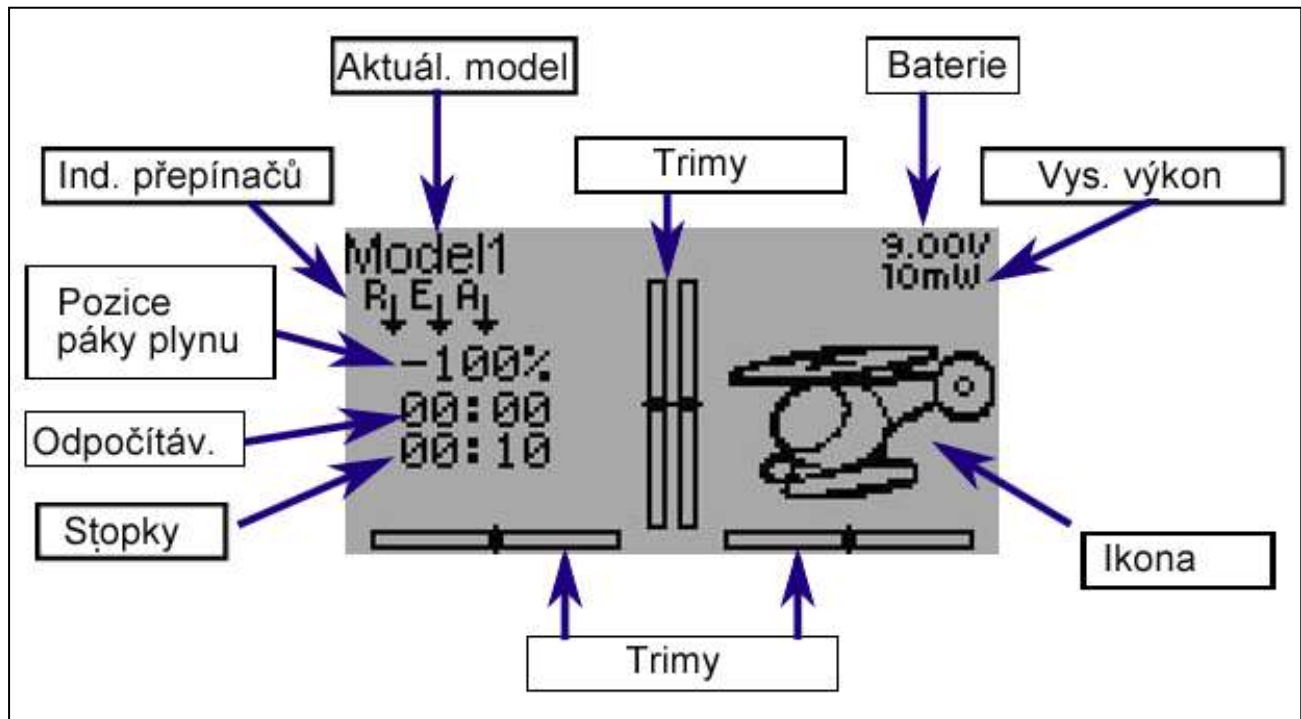 Aktuál. model
Baterie
Ind. přepínačů
Trimy
Vys. výkon
Model1
9.00V
10mW
R E A
Pozice
páky plynu
-100%
Odpočítáv.
00:00
00:10
Stopky
Ikona
Trimy